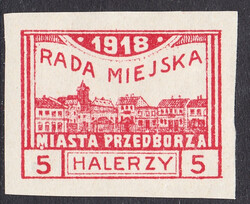 1918
RADA MIEJSKA
MIASTA PRZEDBORZA
5 HALERZY 5